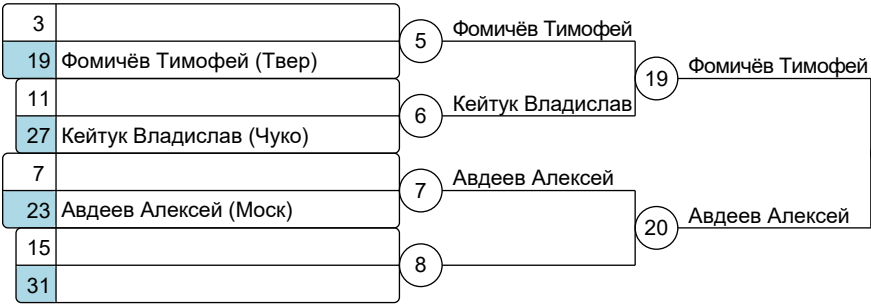 3
19 Фомичёв Тимофей (Твер)
5
Фомичёв Тимофей
11
27 Кейтук Владислав (Чуко)
6
Кейтук Владислав
19
Фомичёв Тимофей
7
23 Авдеев Алексей (Моск)
7
Авдеев Алексей
15
31
8
20
Авдеев Алексей